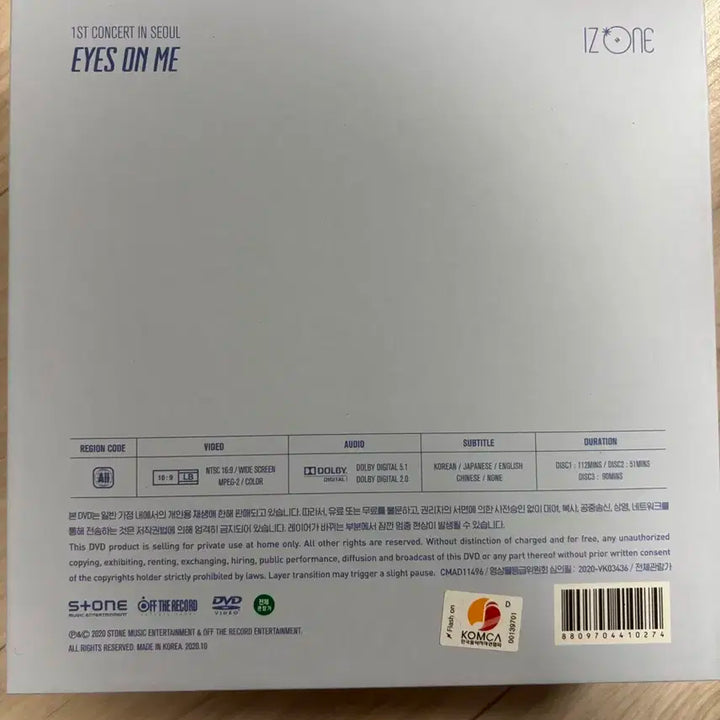 1ST CONCERT IN SEOUL
EYES ON ME
IZ*ONE
REGION CODE VIDEO AUDIO SUBTITLE DURATION
All
16:9 LB
NTSC 16:9 / WIDE SCREEN
MPEG-2 / COLOR
DOLBY DIGITAL
DOLBY DIGITAL 5.1
DOLBY DIGITAL 2.0
KOREAN / JAPANESE / ENGLISH
CHINESE / NONE
DISC1 : 112MINS / DISC2 : 51MINS
DISC3 : 90MINS
본 DVD는 일반 가정 내에서의 개인용 재생에 한해 판매되고 있습니다. 따라서, 유료 또는 무료를 불문하고, 권리자의 서면에 의한 사전승인 없이 대여, 복사, 공중송신, 상영, 네트워크를
통해 전송하는 것은 저작권법에 의해 엄격히 금지되어 있습니다. 레이어가 바뀌는 부분에서 잠깐 멈춤 현상이 발생될 수 있습니다.
This DVD product is selling for private use at home only. All other rights are reserved. Without distinction of charged and for free, any unauthorized
copying, exhibiting, renting, exchanging, hiring, public performance, diffusion and broadcast of this DVD or any part thereof without prior written consent
of the copyrights holder strictly prohibited by laws. Layer transition may trigger a slight pause. CMAD11496 / 영상물등급위원회 심의필 : 2020-VK03436 / 전체관람가
STONE MUSIC ENTERTAINMENT
OFF THE RECORD
DVD VIDEO
전체관람가
Ⓟ&© 2020 STONE MUSIC ENTERTAINMENT & OFF THE RECORD ENTERTAINMENT.
ALL RIGHTS RESERVED. MADE IN KOREA. 2020.10
Flash on
KOMCA
한국음악저작권협회
D
00139701
8809704410274